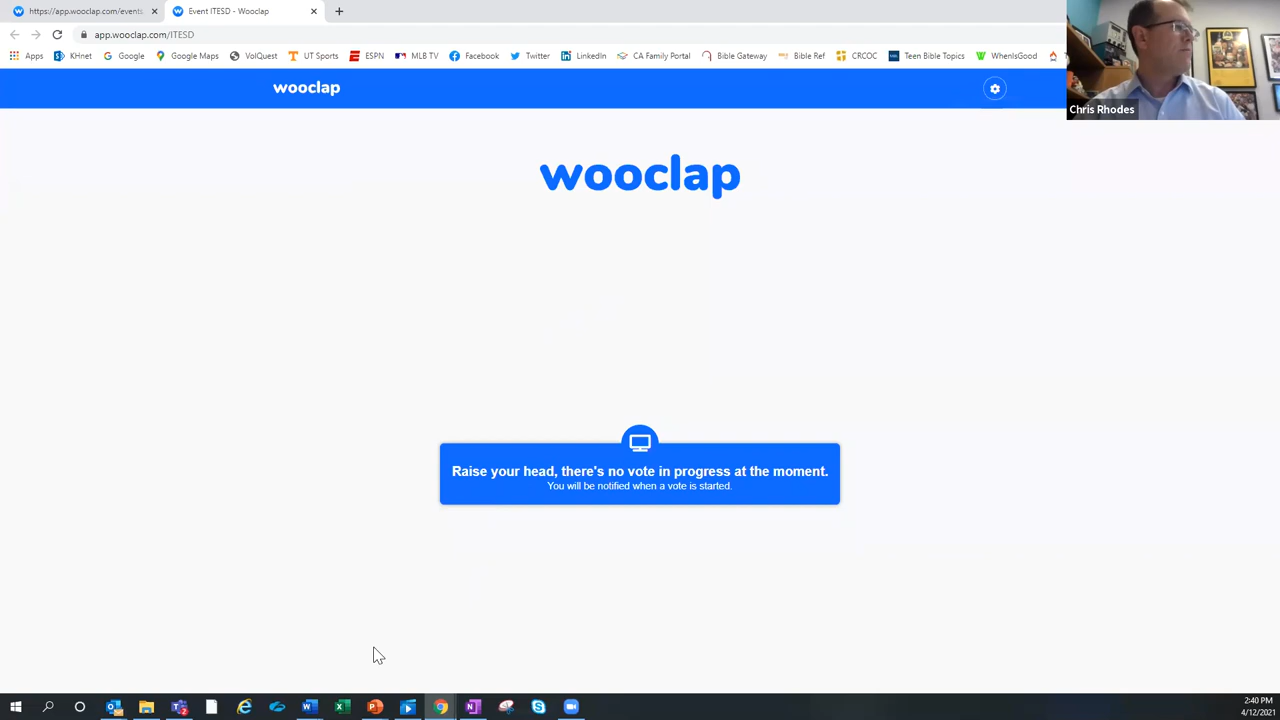 https://app.wooclap.com/events
Event ITESD - Wooclap
app.wooclap.com/ITESD
Apps KHnet Google Google Maps VolQuest UT Sports ESPN MLB TV Facebook Twitter LinkedIn CA Family Portal Bible Gateway Bible Ref CRCOC Teen Bible Topics WhenIsGood
wooclap
Chris Rhodes
wooclap
Raise your head, there's no vote in progress at the moment.
You will be notified when a vote is started.
2:40 PM
4/12/2021